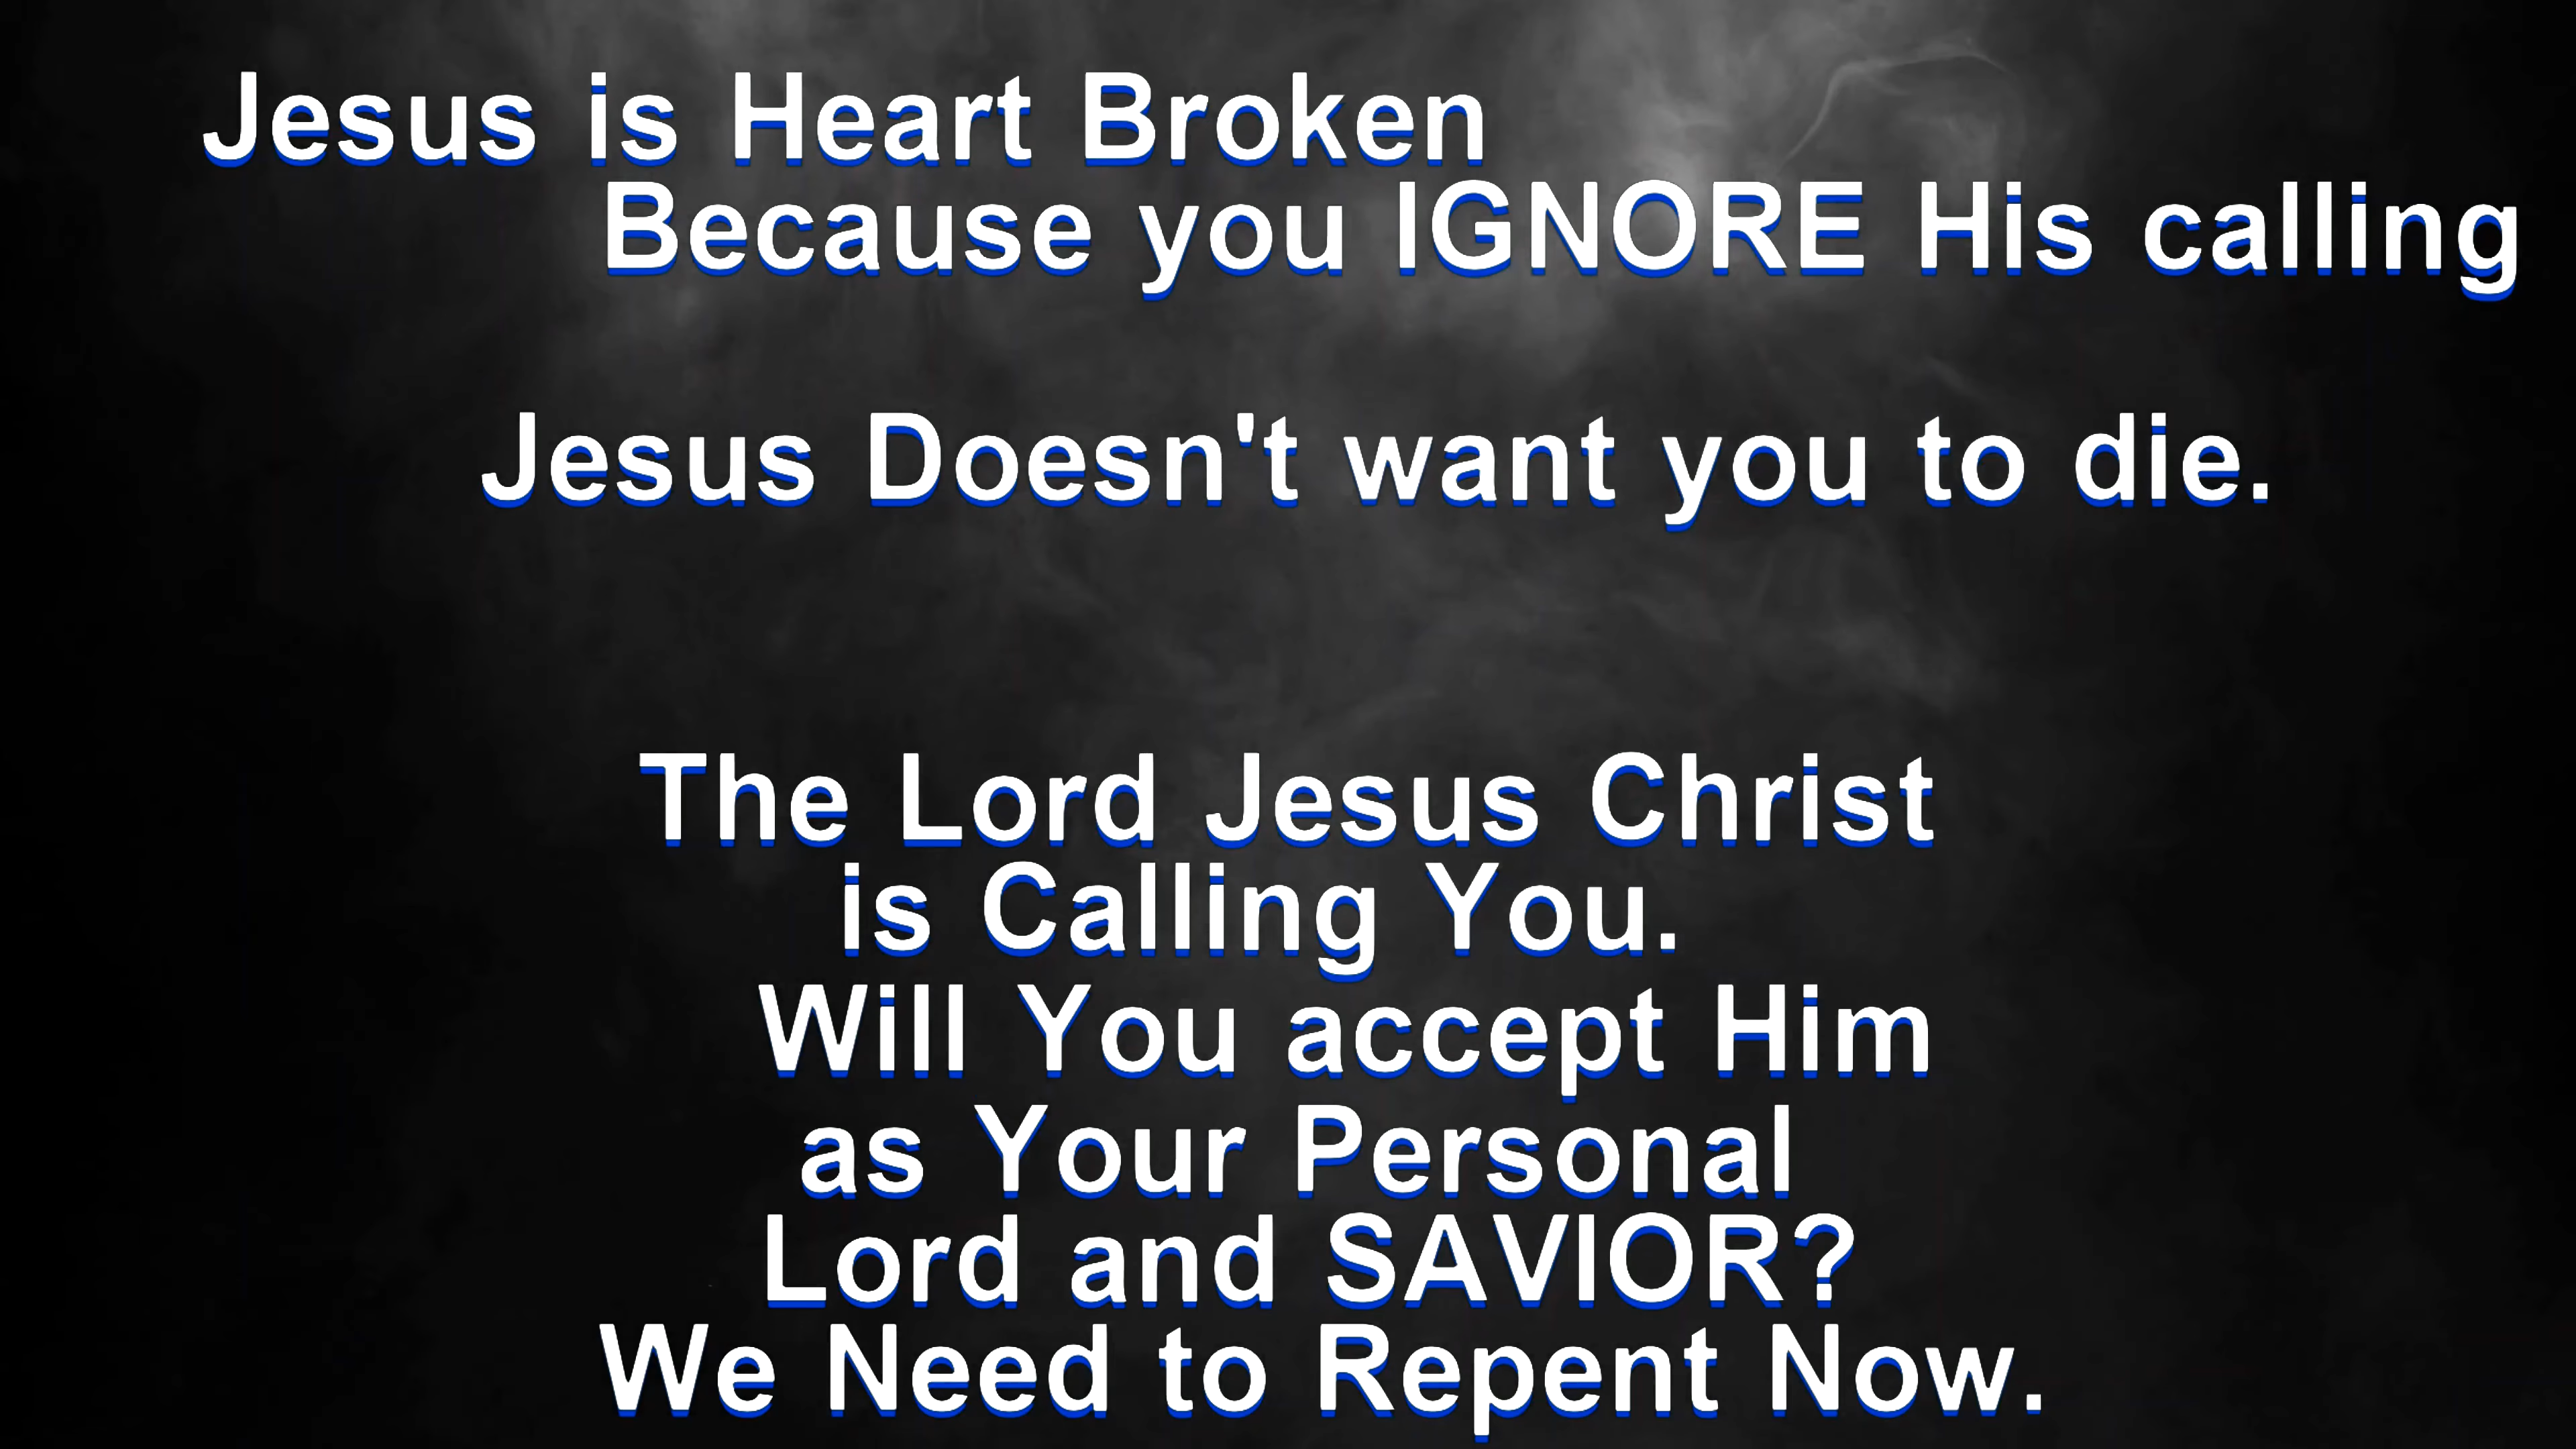 Jesus is Heart Broken
Because you IGNORE His calling
Jesus Doesn't want you to die.
The Lord Jesus Christ
is Calling You.
Will You accept Him
as Your Personal
Lord and SAVIOR?
We Need to Repent Now.